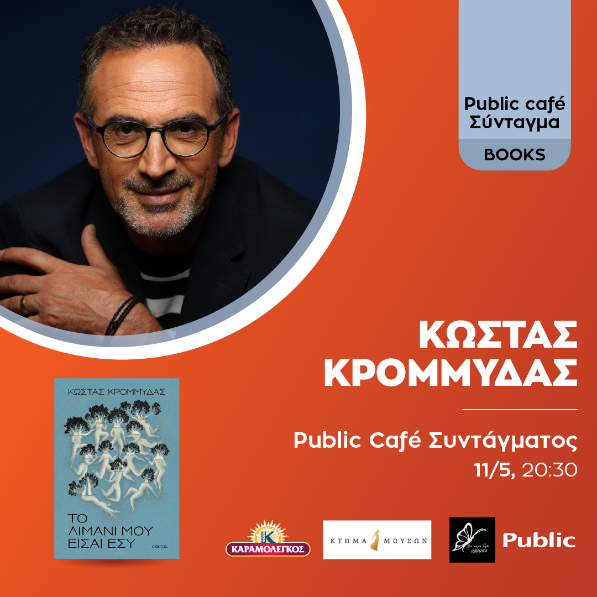 Public café
Σύνταγμα
BOOKS
ΚΩΣΤΑΣ
ΚΡΟΜΜΥΔΑΣ
Public Café Συντάγματος
11/5, 20:30
ΚΩΣΤΑΣ ΚΡΟΜΜΥΔΑΣ
ΤΟ
ΛΙΜΑΝΙ ΜΟΥ
ΕΙΣΑΙ ΕΣΥ
ΚΑΡΑΜΟΛΕΓΚΟΣ
ΚΤΗΜΑ ΜΟΥΣΩΝ
Public